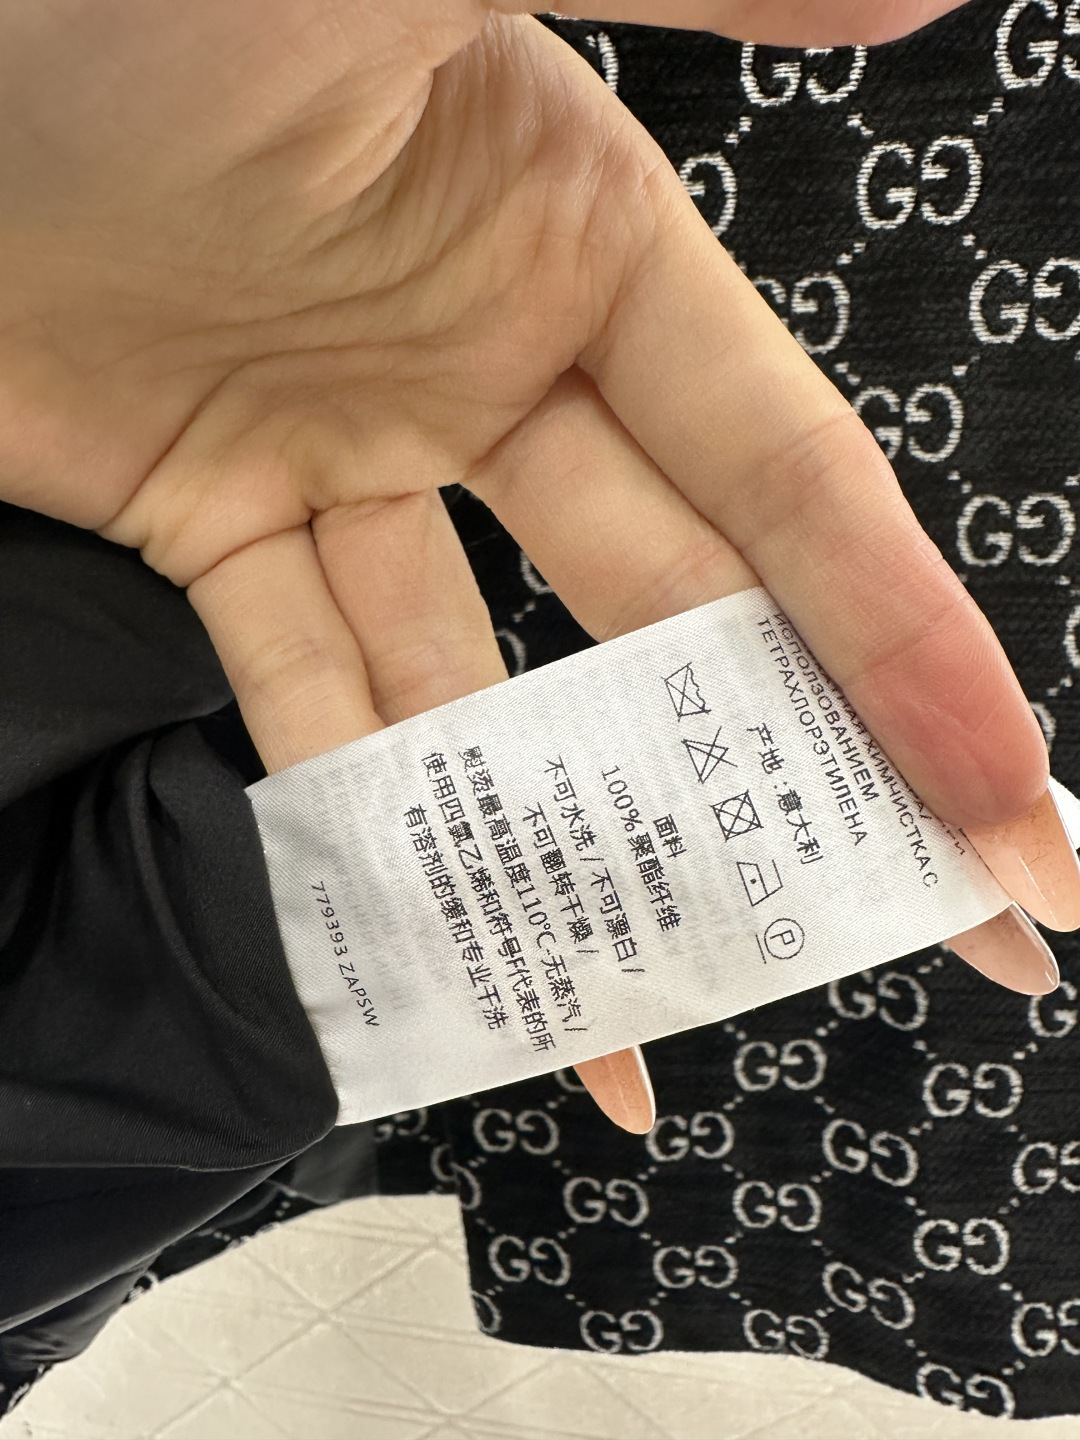 ИСПОЛЬЗОВАНИЕМ
ТЕТРАХЛОРЭТИЛЕНА
产地:意大利
P
面料
100%聚酯纤维
不可水洗/不可漂白/
不可翻转干燥/
熨烫最高温度110°C-无蒸汽/
使用四氯乙烯和符号F代表的所
有溶剂的缓和专业干洗
779393 ZAPSW